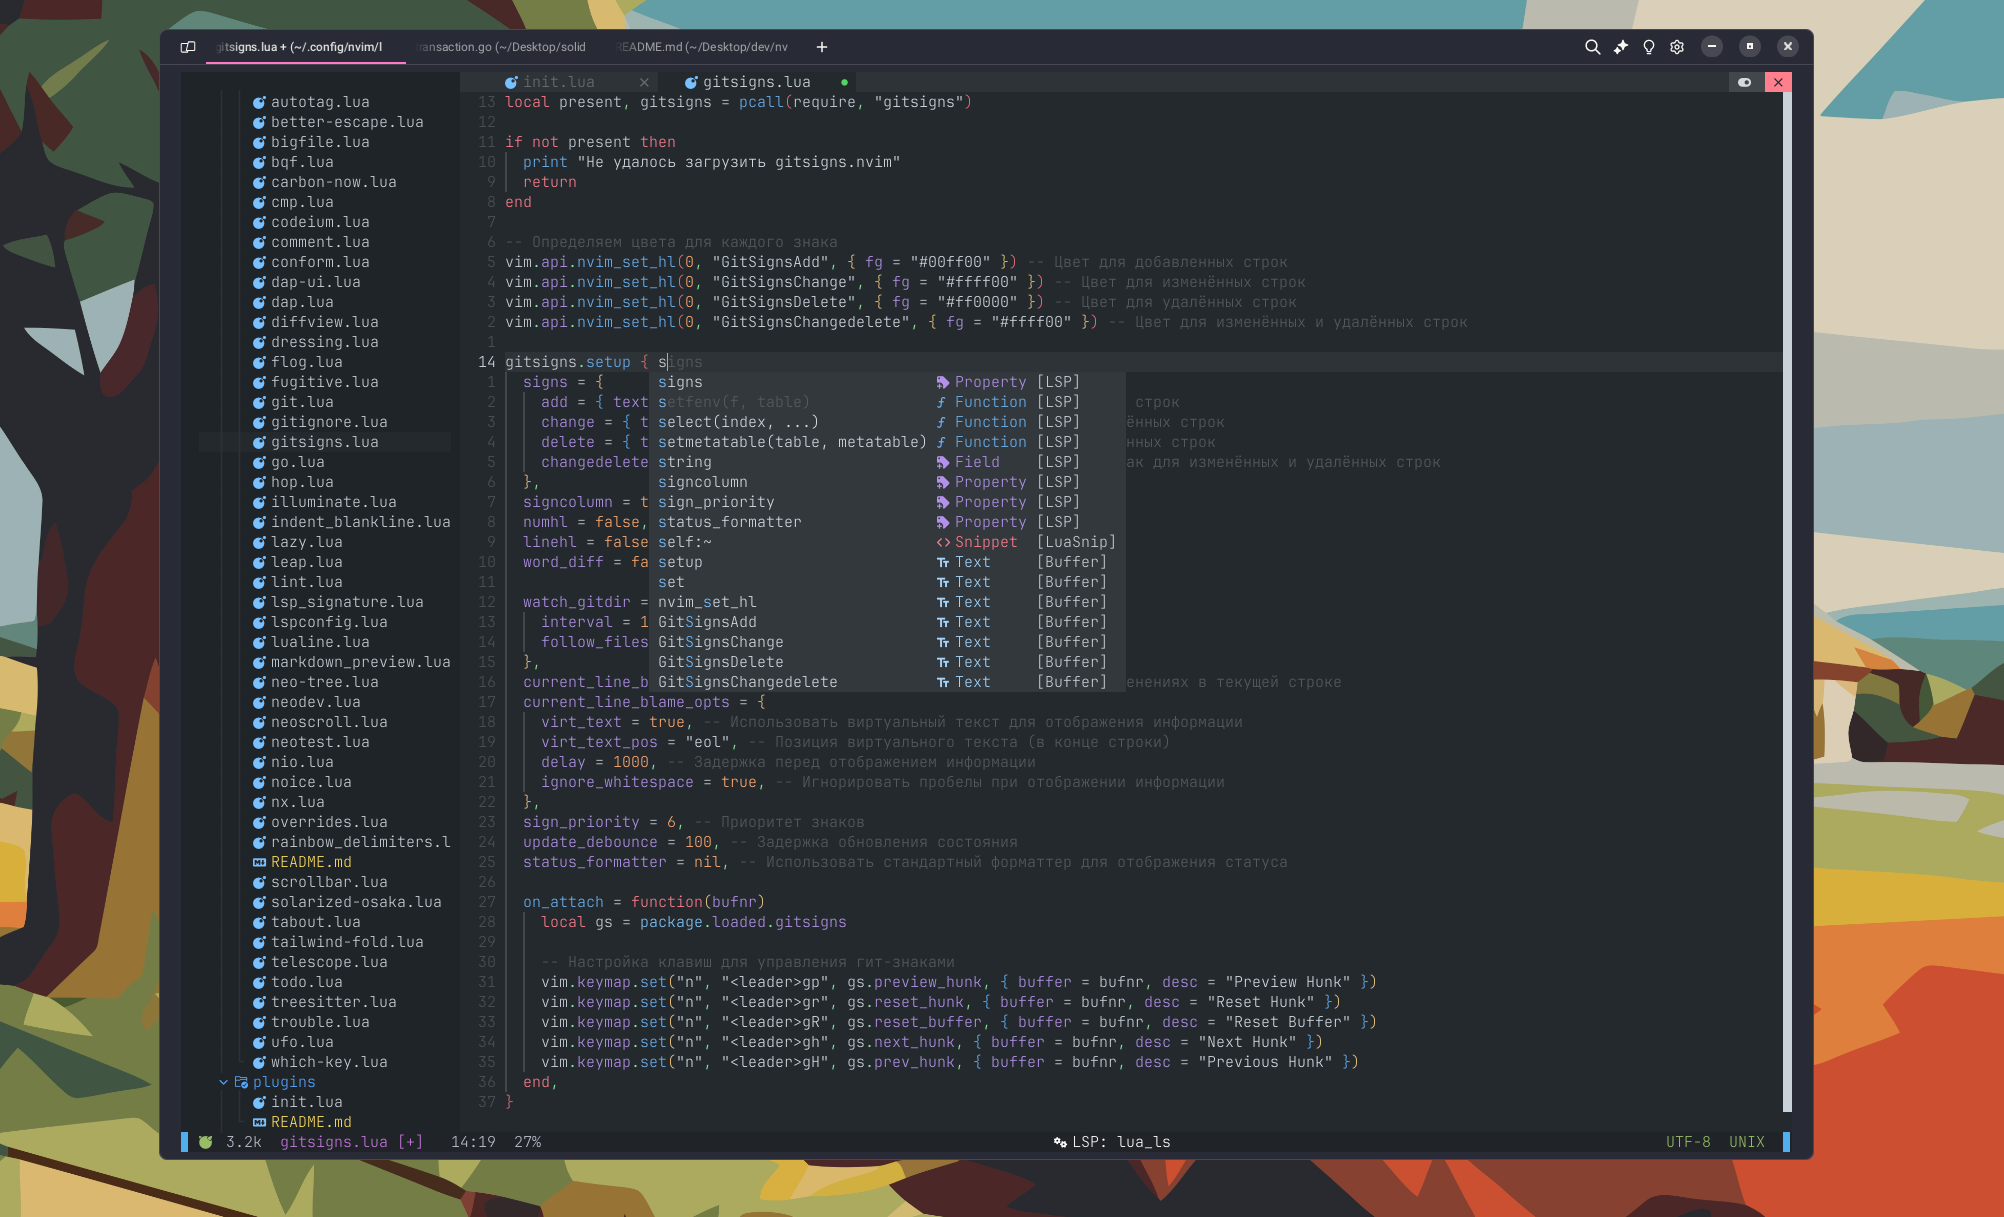 gitsigns.lua + (~/.config/nvim/l
ransaction.go (~/Desktop/solid
README.md (~/Desktop/dev/nv
init.lua
gitsigns.lua
autotag.lua
better-escape.lua
bigfile.lua
bqf.lua
carbon-now.lua
cmp.lua
codeium.lua
comment.lua
conform.lua
dap-ui.lua
dap.lua
diffview.lua
dressing.lua
flog.lua
fugitive.lua
git.lua
gitignore.lua
gitsigns.lua
go.lua
hop.lua
illuminate.lua
indent_blankline.lua
lazy.lua
leap.lua
lint.lua
lsp_signature.lua
lspconfig.lua
lualine.lua
markdown_preview.lua
neo-tree.lua
neodev.lua
neoscroll.lua
neotest.lua
nio.lua
noice.lua
nx.lua
overrides.lua
rainbow_delimiters.l
README.md
scrollbar.lua
solarized-osaka.lua
tabout.lua
tailwind-fold.lua
telescope.lua
todo.lua
treesitter.lua
trouble.lua
ufo.lua
which-key.lua
plugins
init.lua
README.md
13 local present, gitsigns = pcall(require, "gitsigns")
12
11 if not present then
10 print "Не удалось загрузить gitsigns.nvim"
9 return
8 end
7
6 -- Определяем цвета для каждого знака
5 vim.api.nvim_set_hl(0, "GitSignsAdd", { fg = "#00ff00" }) -- Цвет для добавленных строк
4 vim.api.nvim_set_hl(0, "GitSignsChange", { fg = "#ffff00" }) -- Цвет для изменённых строк
3 vim.api.nvim_set_hl(0, "GitSignsDelete", { fg = "#ff0000" }) -- Цвет для удалённых строк
2 vim.api.nvim_set_hl(0, "GitSignsChangedelete", { fg = "#ffff00" }) -- Цвет для изменённых и удалённых строк
1
14 gitsigns.setup { signs
1 signs = {
2 add = { text строк
3 change = { t ённых строк
4 delete = { t нных строк
5 changedelete ак для изменённых и удалённых строк
6 },
7 signcolumn = t
8 numhl = false,
9 linehl = false
10 word_diff = fa
11
12 watch_gitdir =
13 interval = 1
14 follow_files
15 },
16 current_line_b енениях в текущей строке
17 current_line_blame_opts = {
18 virt_text = true, -- Использовать виртуальный текст для отображения информации
19 virt_text_pos = "eol", -- Позиция виртуального текста (в конце строки)
20 delay = 1000, -- Задержка перед отображением информации
21 ignore_whitespace = true, -- Игнорировать пробелы при отображении информации
22 },
23 sign_priority = 6, -- Приоритет знаков
24 update_debounce = 100, -- Задержка обновления состояния
25 status_formatter = nil, -- Использовать стандартный форматтер для отображения статуса
26
27 on_attach = function(bufnr)
28 local gs = package.loaded.gitsigns
29
30 -- Настройка клавиш для управления гит-знаками
31 vim.keymap.set("n", "<leader>gp", gs.preview_hunk, { buffer = bufnr, desc = "Preview Hunk" })
32 vim.keymap.set("n", "<leader>gr", gs.reset_hunk, { buffer = bufnr, desc = "Reset Hunk" })
33 vim.keymap.set("n", "<leader>gR", gs.reset_buffer, { buffer = bufnr, desc = "Reset Buffer" })
34 vim.keymap.set("n", "<leader>gh", gs.next_hunk, { buffer = bufnr, desc = "Next Hunk" })
35 vim.keymap.set("n", "<leader>gH", gs.prev_hunk, { buffer = bufnr, desc = "Previous Hunk" })
36 end,
37 }
signs Property [LSP]
setfenv(f, table) Function [LSP]
select(index, ...) Function [LSP]
setmetatable(table, metatable) Function [LSP]
string Field [LSP]
signcolumn Property [LSP]
sign_priority Property [LSP]
status_formatter Property [LSP]
self:~ Snippet [LuaSnip]
setup Text [Buffer]
set Text [Buffer]
nvim_set_hl Text [Buffer]
GitSignsAdd Text [Buffer]
GitSignsChange Text [Buffer]
GitSignsDelete Text [Buffer]
GitSignsChangedelete Text [Buffer]
3.2k gitsigns.lua [+] 14:19 27% LSP: lua_ls UTF-8 UNIX